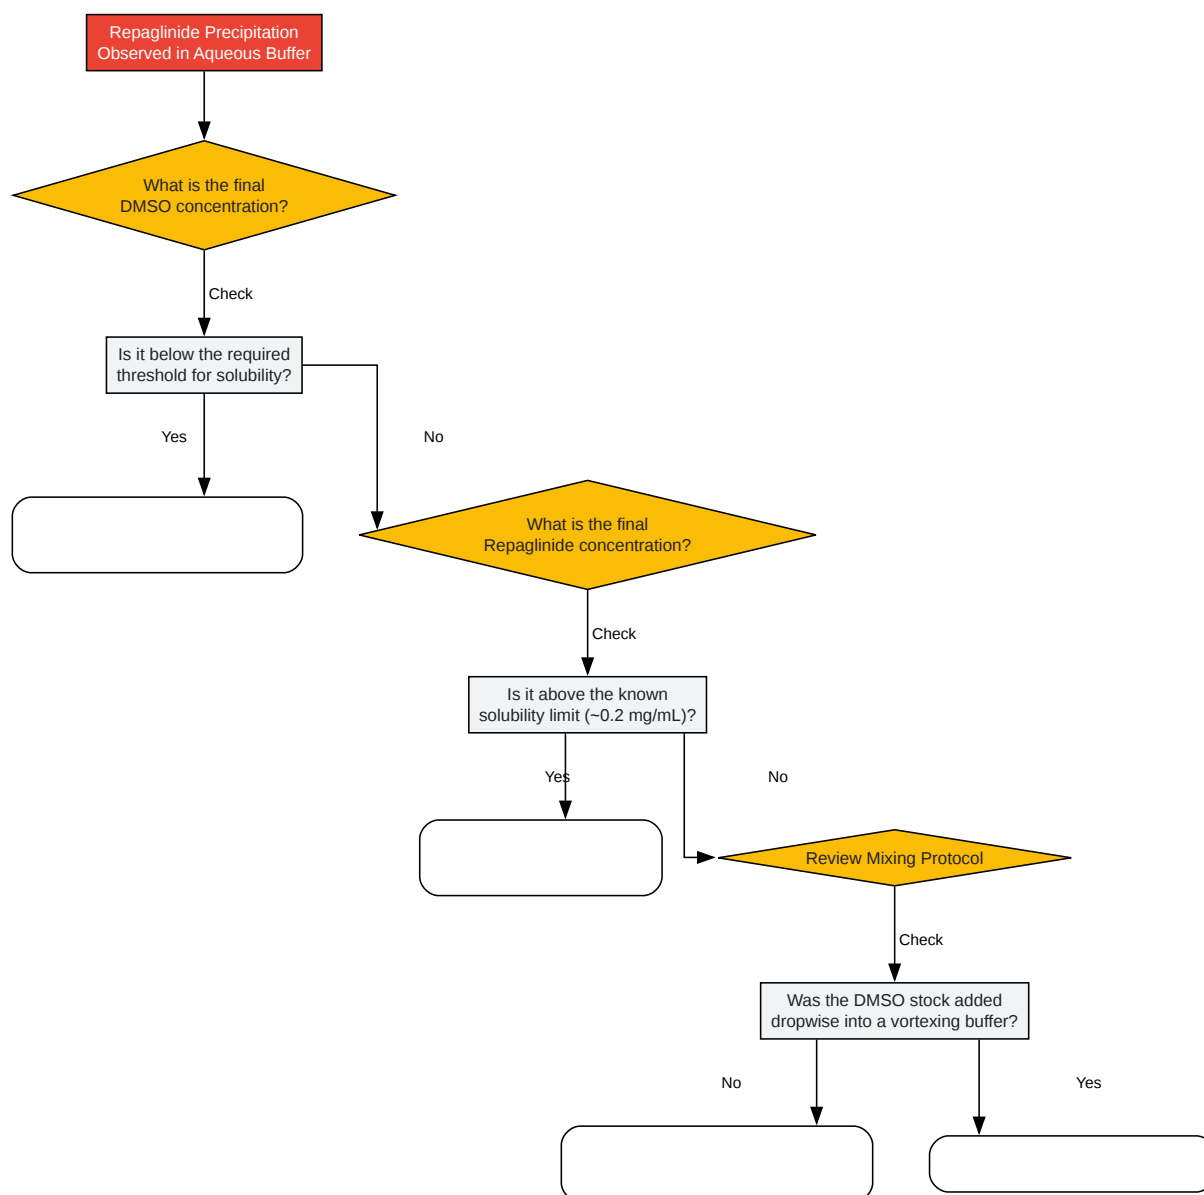 Repaglinide Precipitation
Observed in Aqueous Buffer
What is the final
DMSO concentration?
Check
Is it below the required
threshold for solubility?
Yes
No
What is the final
Repaglinide concentration?
Check
Is it above the known
solubility limit (~0.2 mg/mL)?
Yes
No
Review Mixing Protocol
Check
Was the DMSO stock added
dropwise into a vortexing buffer?
No
Yes